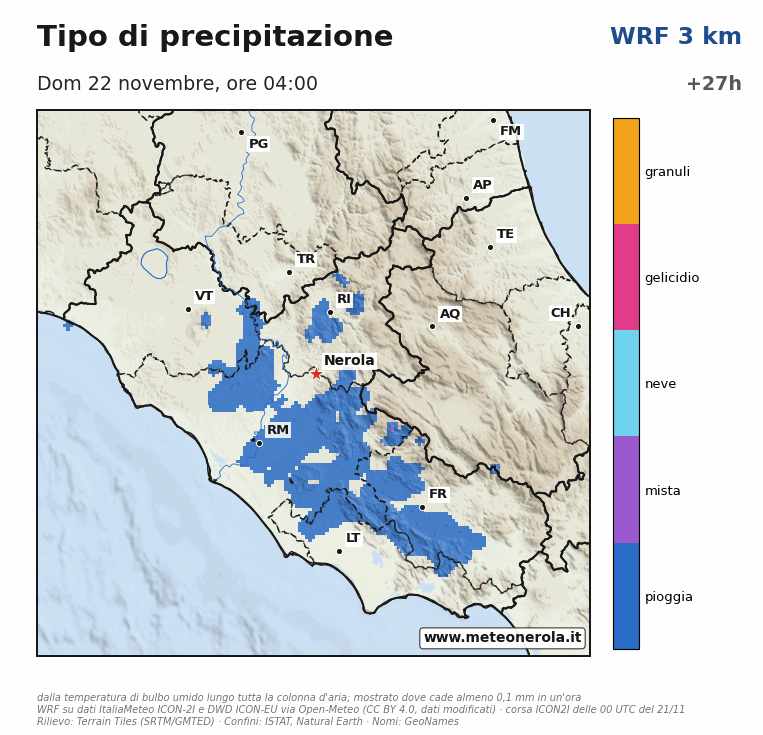 Tipo di precipitazione
WRF 3 km
Dom 22 novembre, ore 04:00
+27h
FM
PG
AP
TE
TR
VT
RI
AQ
CH
Nerola
RM
FR
LT
www.meteonerola.it
granuli
gelicidio
neve
mista
pioggia
dalla temperatura di bulbo umido lungo tutta la colonna d'aria; mostrato dove cade almeno 0,1 mm in un'ora
WRF su dati ItaliaMeteo ICON-2I e DWD ICON-EU via Open-Meteo (CC BY 4.0, dati modificati) · corsa ICON2I delle 00 UTC del 21/11
Rilievo: Terrain Tiles (SRTM/GMTED) · Confini: ISTAT, Natural Earth · Nomi: GeoNames